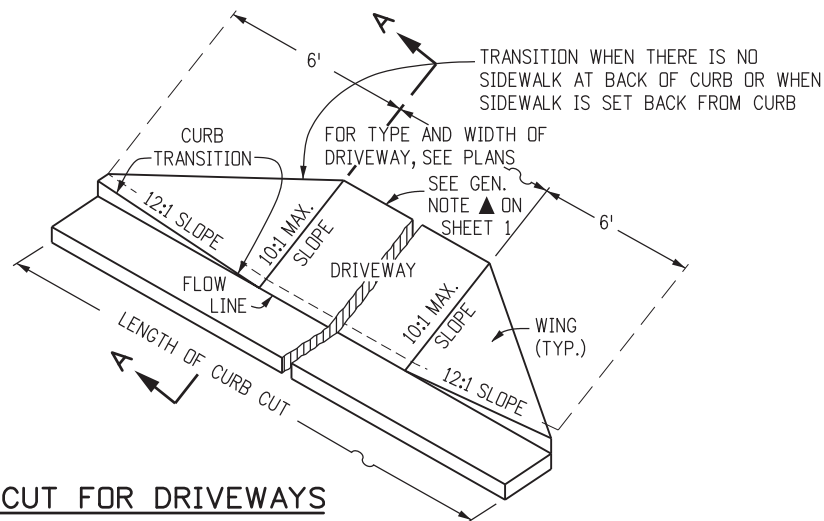 6'
A
TRANSITION WHEN THERE IS NO
SIDEWALK AT BACK OF CURB OR WHEN
SIDEWALK IS SET BACK FROM CURB
CURB
TRANSITION
FOR TYPE AND WIDTH OF
DRIVEWAY, SEE PLANS
SEE GEN.
NOTE ▲ ON
SHEET 1
6'
12:1 SLOPE
10:1 MAX.
SLOPE
DRIVEWAY
FLOW
LINE
10:1 MAX.
SLOPE
WING
(TYP.)
12:1 SLOPE
LENGTH OF CURB CUT
A
CUT FOR DRIVEWAYS